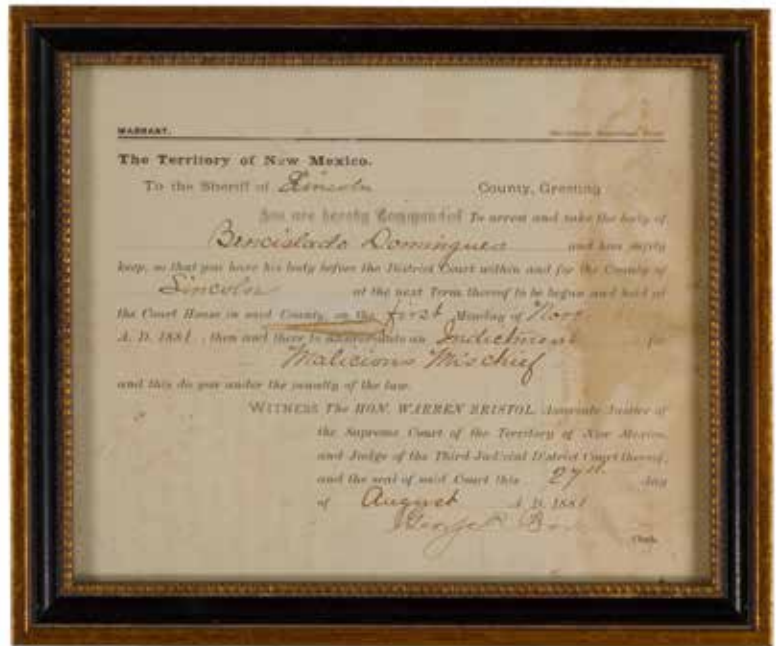 WARRANT.
The Territory of New Mexico.
To the Sheriff of Lincoln County, Greeting
You are hereby Commanded To arrest and take the body of
Bencislado Domingues and him safely
keep, so that you have his body before the District Court within and for the County of
Lincoln at the next Term thereof to be begun and held at
the Court House in said County, on the first Monday of Nov
A. D. 1881, then and there to answer unto an Indictment for
Malicious Mischief
and this do you under the penalty of the law.
WITNESS The HON. WARREN BRISTOL Associate Justice of
the Supreme Court of the Territory of New Mexico,
and Judge of the Third Judicial District Court thereof,
and the seal of said Court this 27th day
of August A. D. 1881
George Bow
Clerk.